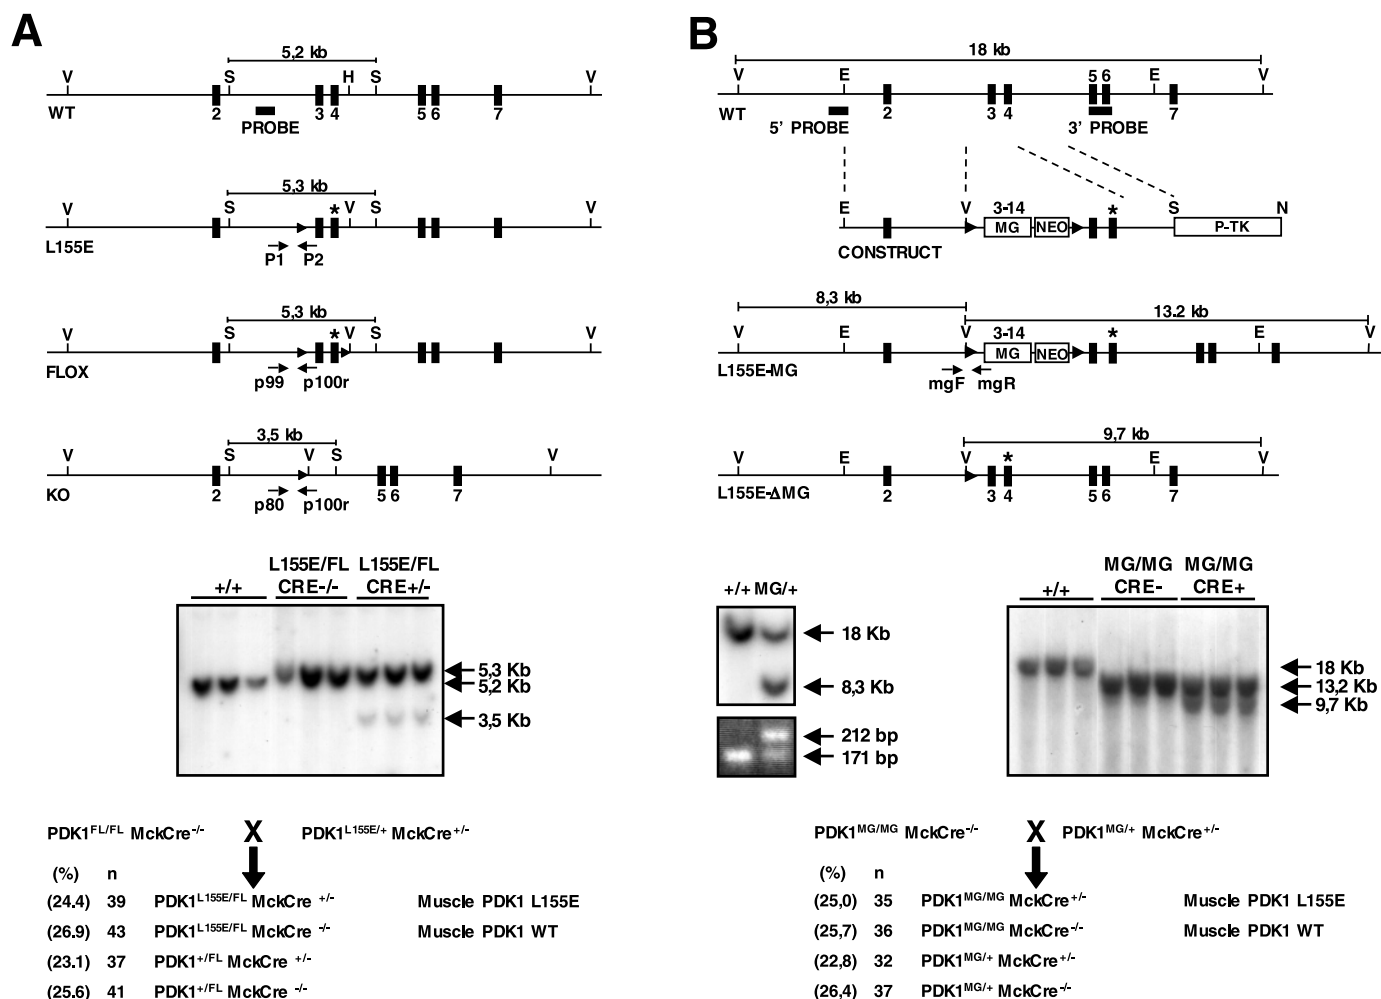 A
5,2 kb
V S H S V
2 3 4 5 6 7
WT
PROBE
5,3 kb
V S * V S V
L155E
P1 P2
5,3 kb
V S * V S V
FLOX
p99 p100r
3,5 kb
V S V S V
2 5 6 7
KO
p80 p100r
L155E/FL L155E/FL
+/+ CRE-/- CRE+/-
5,3 Kb
5,2 Kb
3,5 Kb
PDK1FL/FL MckCre-/- X PDK1L155E/+ MckCre+/-
(%) n
(24.4) 39 PDK1L155E/FL MckCre +/- Muscle PDK1 L155E
(26.9) 43 PDK1L155E/FL MckCre -/- Muscle PDK1 WT
(23.1) 37 PDK1+/FL MckCre +/-
(25.6) 41 PDK1+/FL MckCre -/-
B
18 kb
V E 5 6 E V
2 3 4 7
WT
5' PROBE 3' PROBE
E V 3-14 * S N
MG NEO P-TK
CONSTRUCT
8,3 kb 13.2 kb
V E V 3-14 * E V
MG NEO
L155E-MG
mgF mgR
9,7 kb
V E V * E V
2 3 4 5 6 7
L155E-ΔMG
+/+ MG/+
18 Kb
8,3 Kb
212 bp
171 bp
MG/MG MG/MG
+/+ CRE- CRE+
18 Kb
13,2 Kb
9,7 Kb
PDK1MG/MG MckCre-/- X PDK1MG/+ MckCre+/-
(%) n
(25,0) 35 PDK1MG/MG MckCre+/- Muscle PDK1 L155E
(25,7) 36 PDK1MG/MG MckCre-/- Muscle PDK1 WT
(22,8) 32 PDK1MG/+ MckCre+/-
(26,4) 37 PDK1MG/+ MckCre-/-